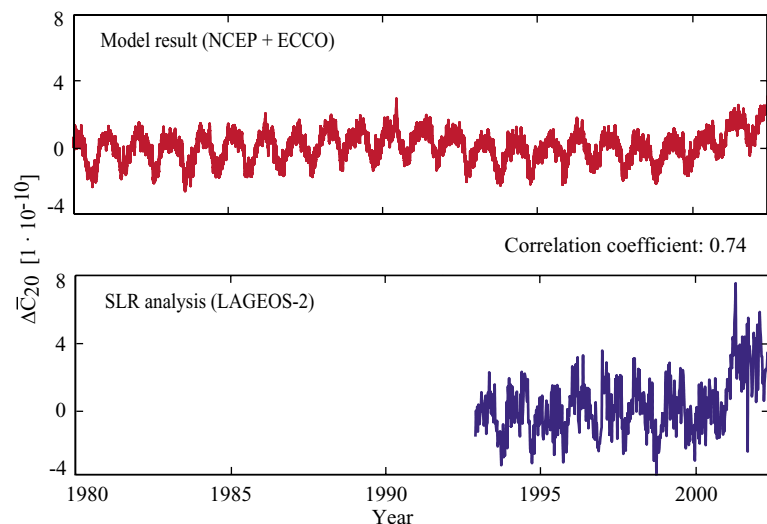 8
Model result (NCEP + ECCO)
4
0
-4
Correlation coefficient: 0.74
ΔC̅₂₀ [1 · 10⁻¹⁰]
8
SLR analysis (LAGEOS-2)
4
0
-4
1980 1985 1990 1995 2000
Year